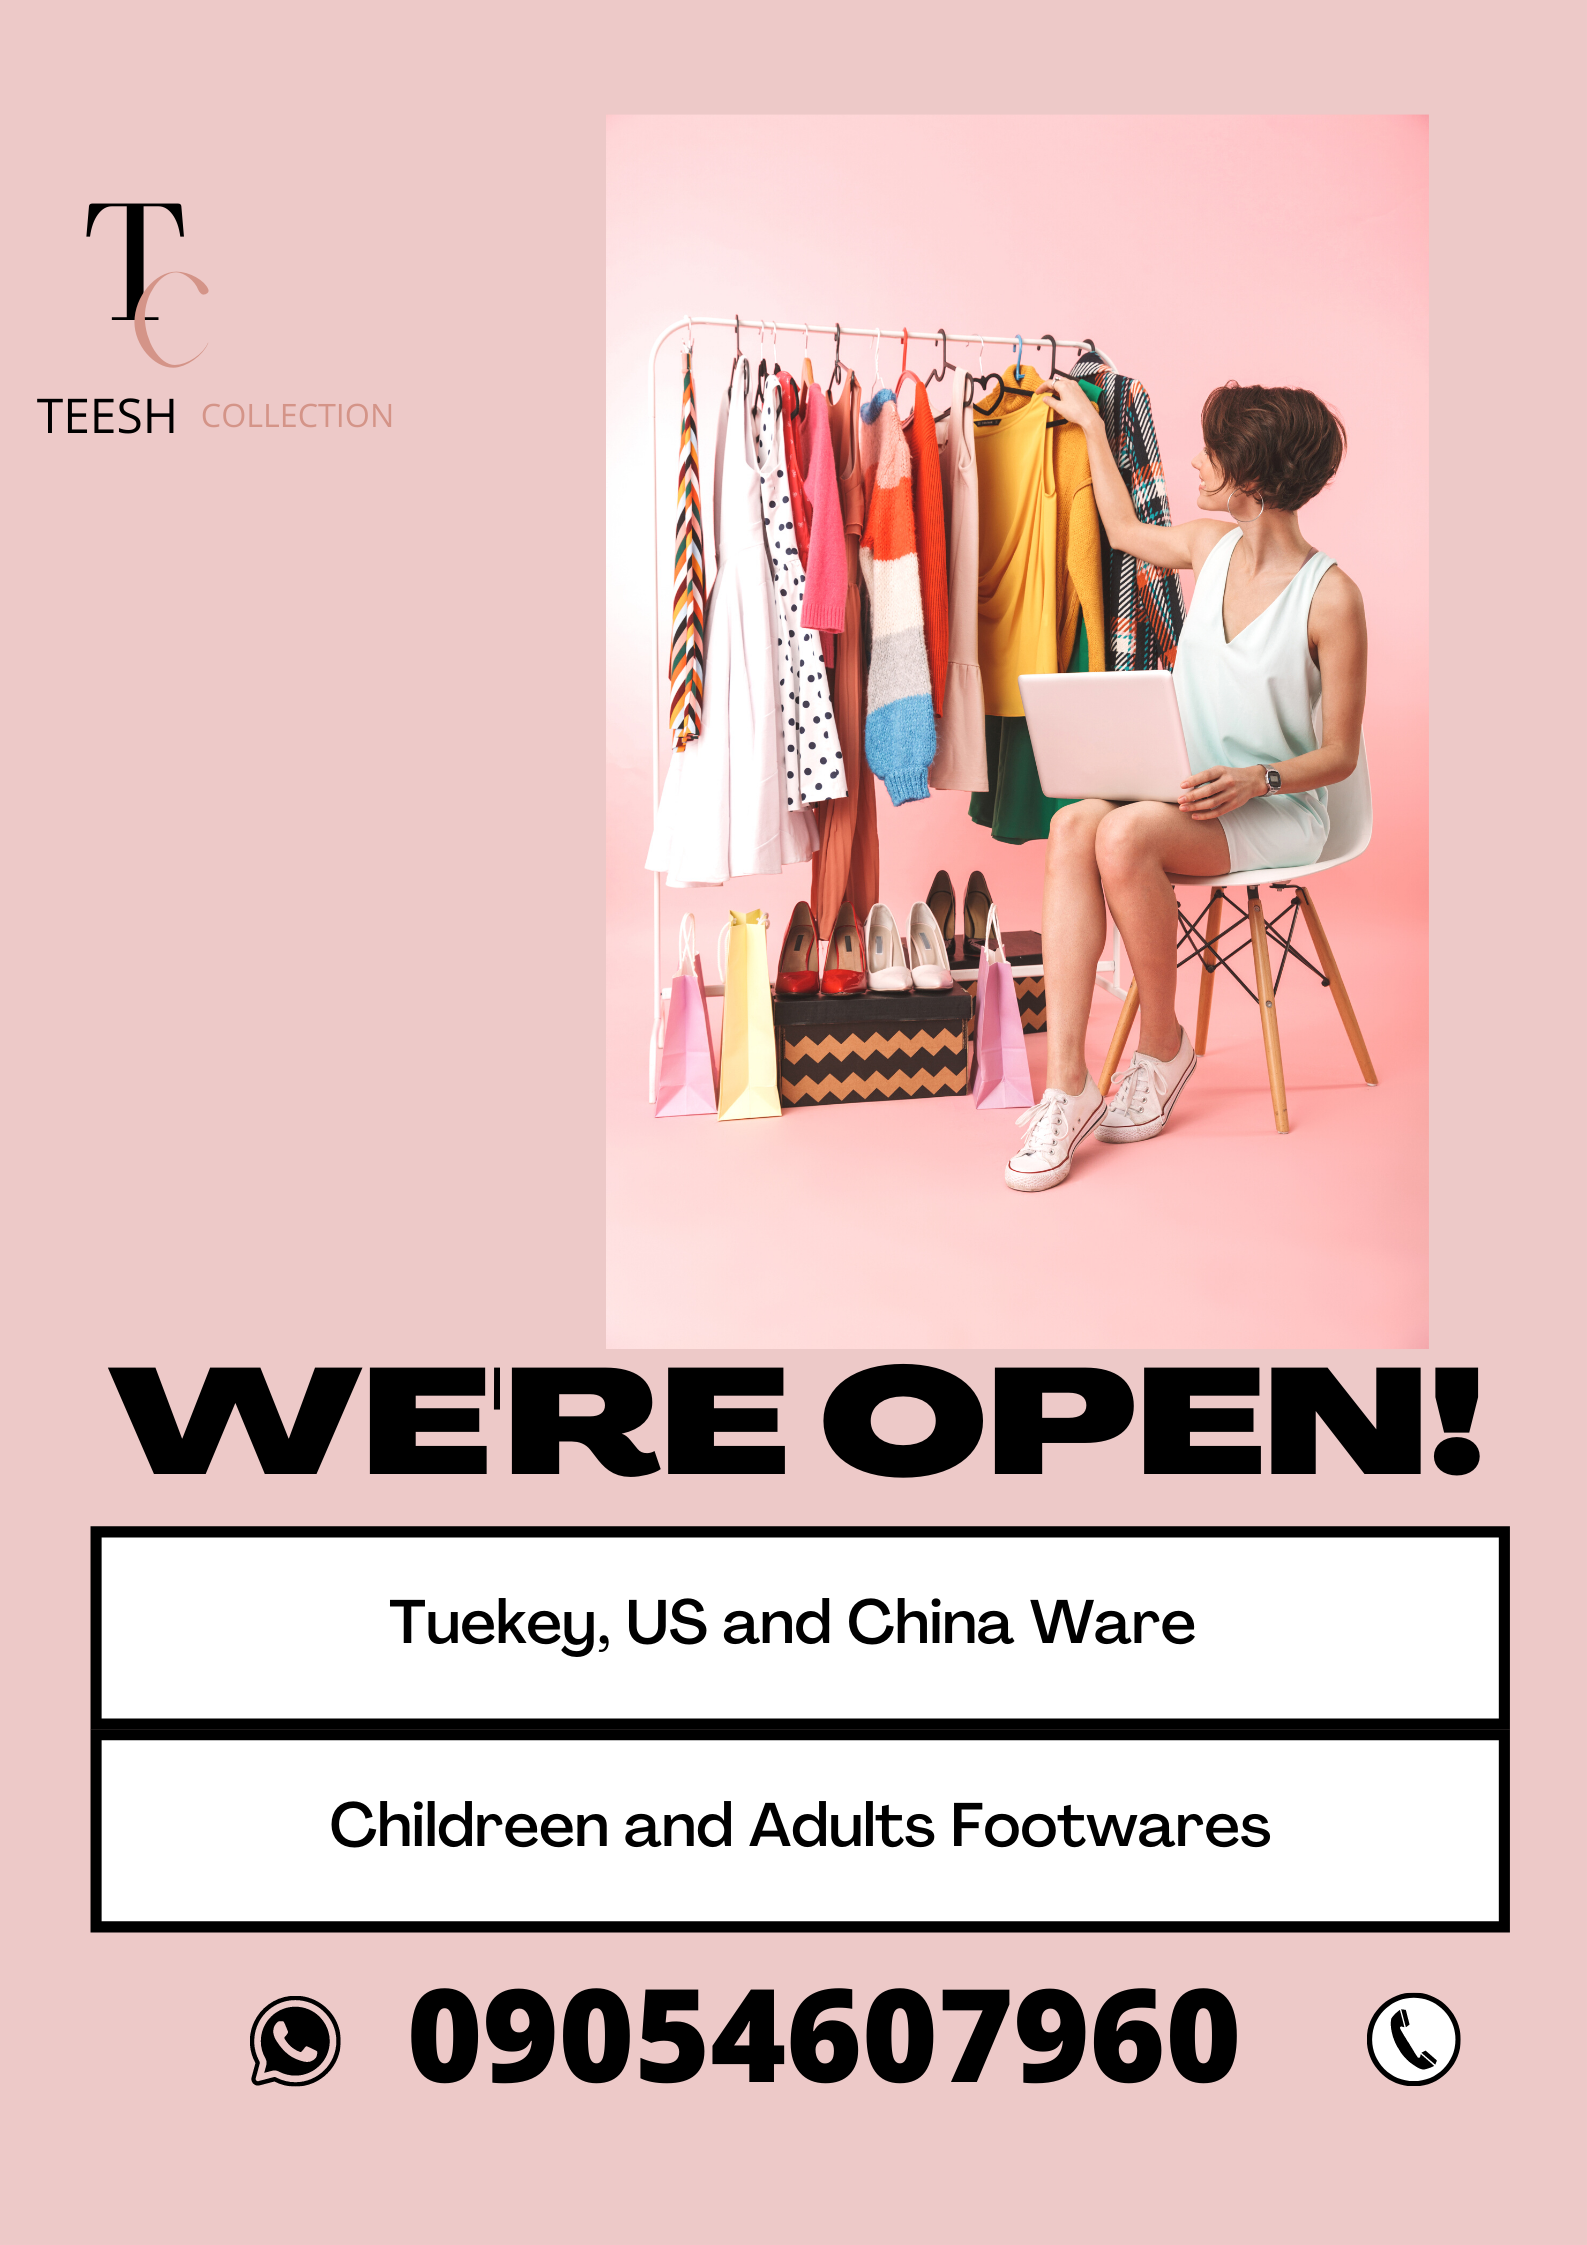 TC
TEESH COLLECTION
WE'RE OPEN!
Tuekey, US and China Ware
Childreen and Adults Footwares
09054607960